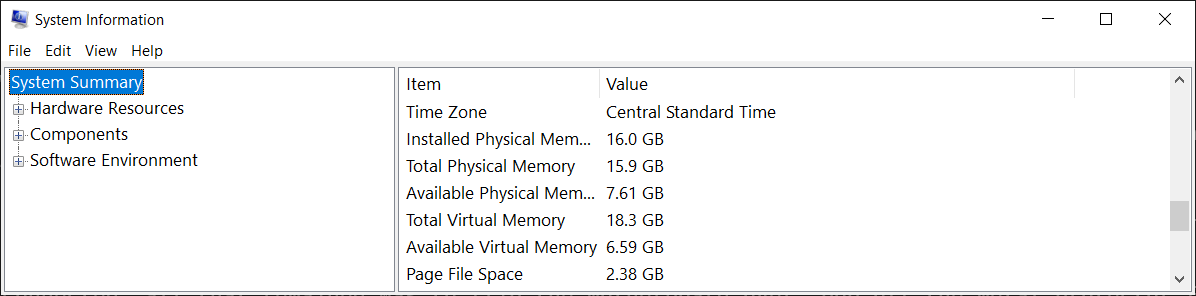 System Information
File Edit View Help
System Summary
Hardware Resources
Components
Software Environment
Item Value
Time Zone Central Standard Time
Installed Physical Mem... 16.0 GB
Total Physical Memory 15.9 GB
Available Physical Mem... 7.61 GB
Total Virtual Memory 18.3 GB
Available Virtual Memory 6.59 GB
Page File Space 2.38 GB